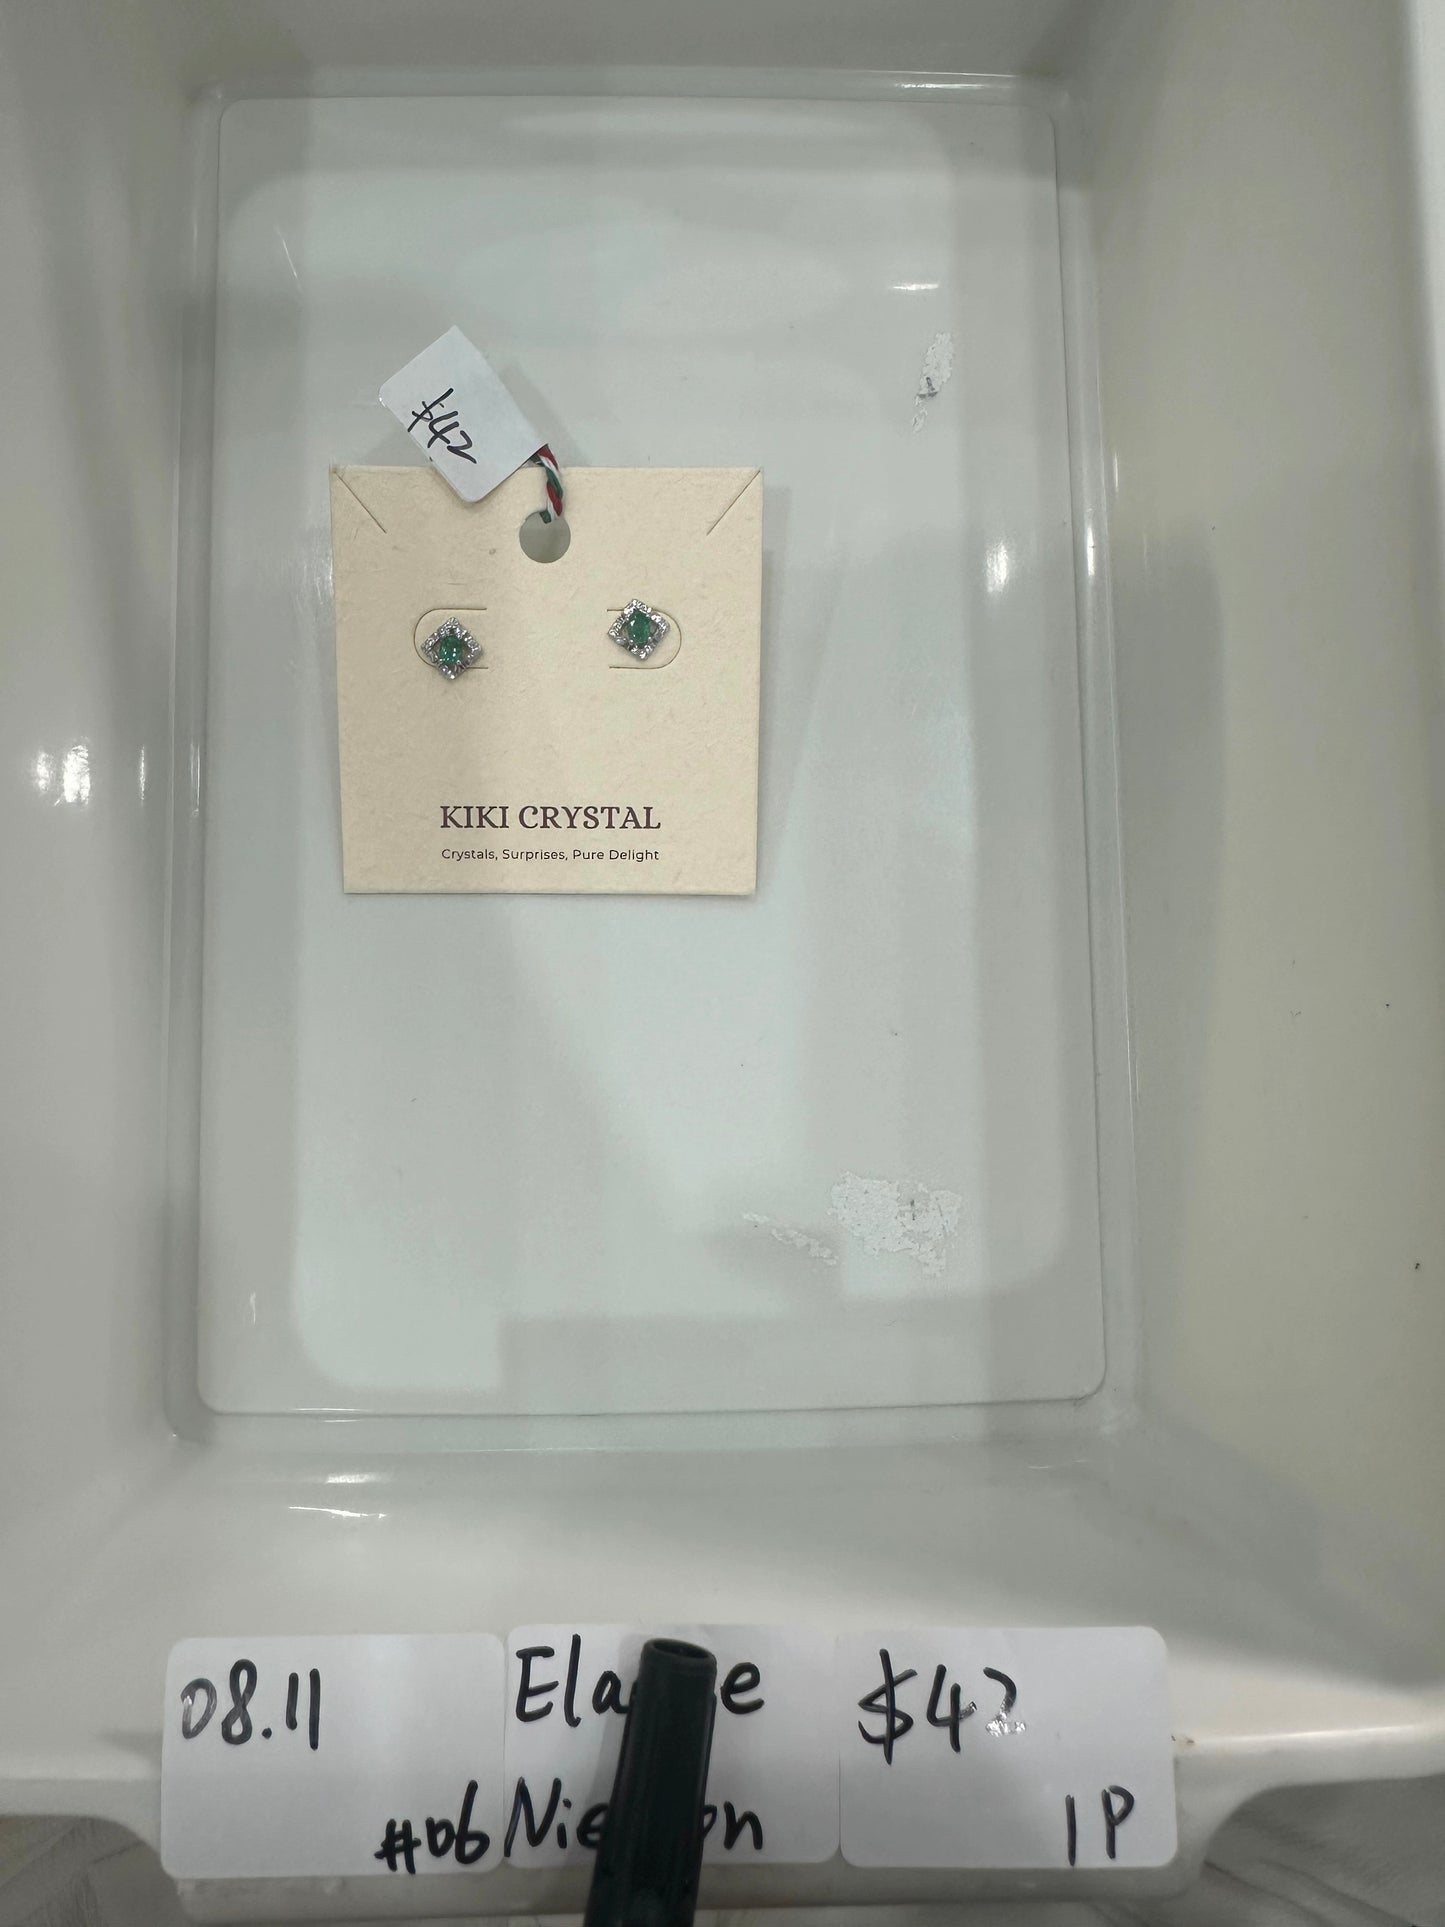 $42
KIKI CRYSTAL
Crystals, Surprises, Pure Delight
08.11
#06
$42
1P